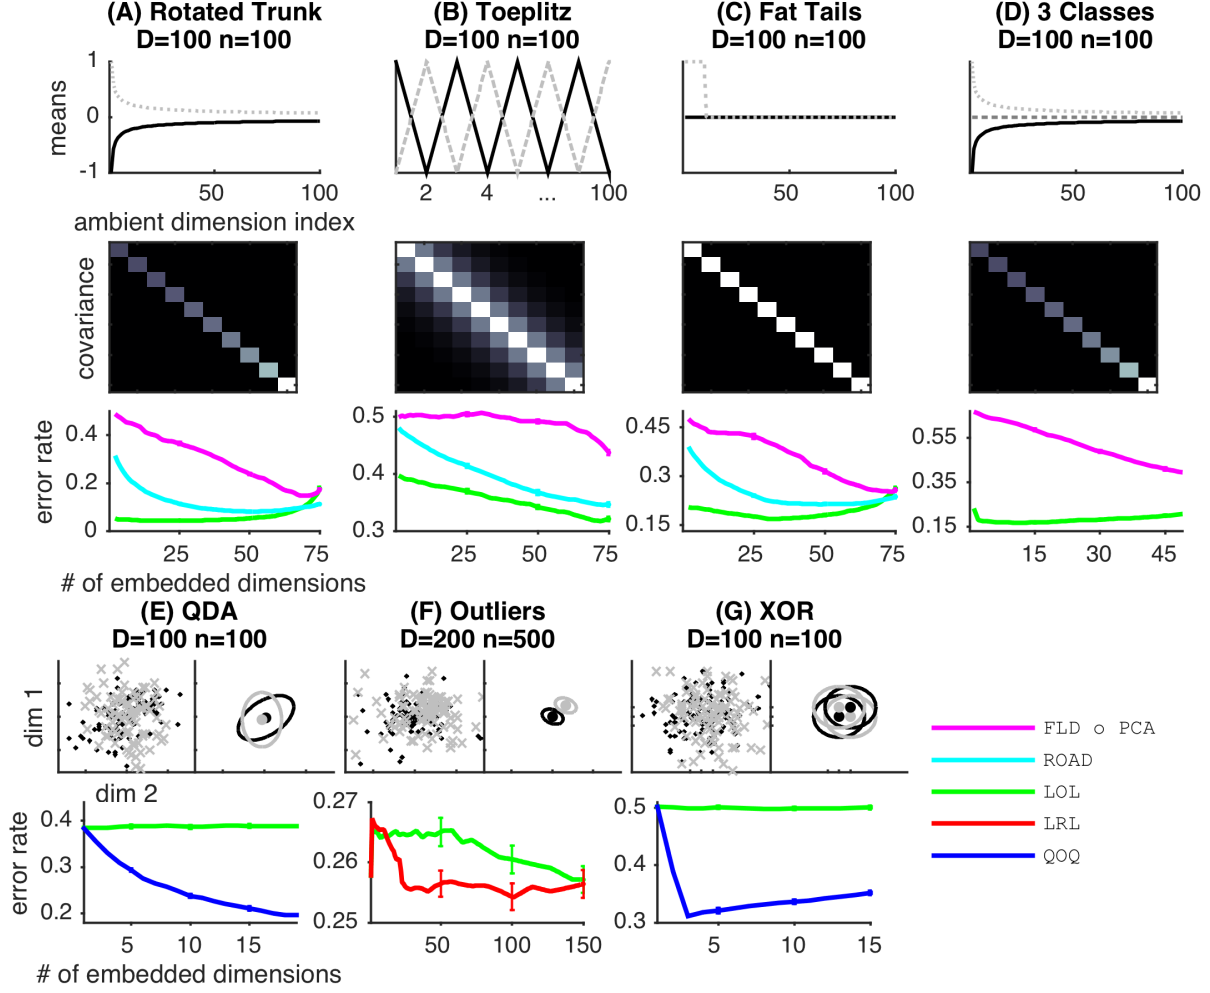 (A) Rotated Trunk
D=100 n=100
(B) Toeplitz
D=100 n=100
(C) Fat Tails
D=100 n=100
(D) 3 Classes
D=100 n=100
means
1
0
-1
50
100
2
4
...
100
50
100
50
100
ambient dimension index
covariance
error rate
0.4
0.2
0
25
50
75
0.5
0.4
0.3
25
50
75
0.45
0.3
0.15
25
50
75
0.55
0.35
0.15
15
30
45
# of embedded dimensions
(E) QDA
D=100 n=100
(F) Outliers
D=200 n=500
(G) XOR
D=100 n=100
dim 1
dim 2
error rate
0.4
0.3
0.2
5
10
15
0.27
0.26
0.25
50
100
150
0.5
0.4
0.3
5
10
15
# of embedded dimensions
FLD ○ PCA
ROAD
LOL
LRL
QOQ